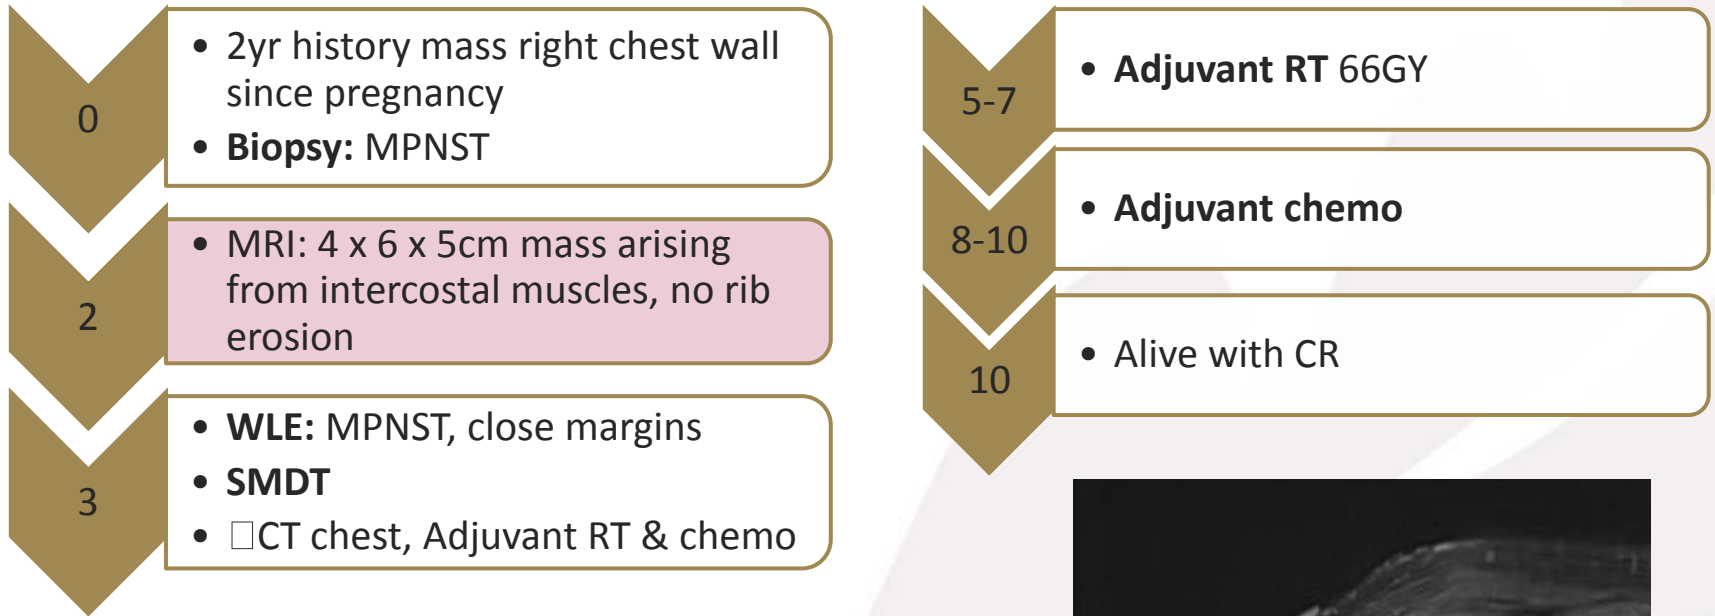 0
• 2yr history mass right chest wall
since pregnancy
• Biopsy: MPNST
2
• MRI: 4 x 6 x 5cm mass arising
from intercostal muscles, no rib
erosion
3
• WLE: MPNST, close margins
• SMDT
• □CT chest, Adjuvant RT & chemo
5-7
• Adjuvant RT 66GY
8-10
• Adjuvant chemo
10
• Alive with CR